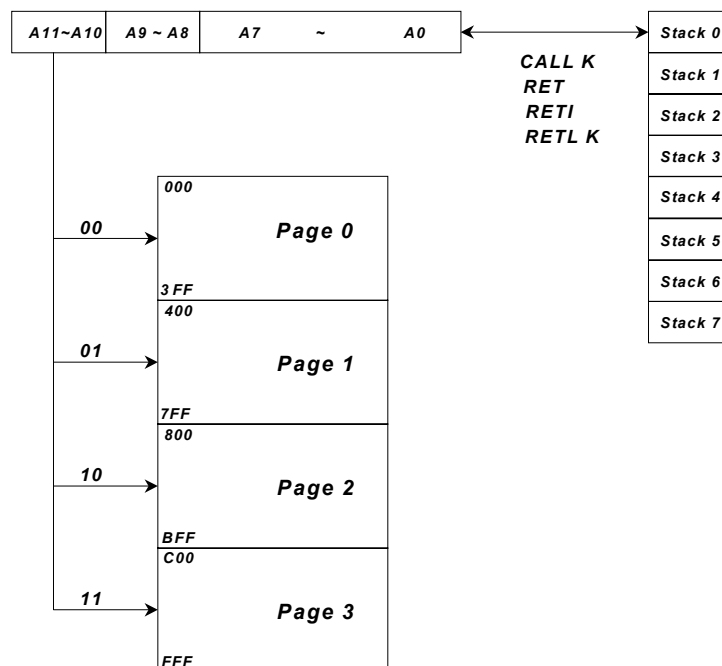 A11~A10 A9 ~ A8 A7 ~ A0
CALL K
RET
RETI
RETL K
Stack 0
Stack 1
Stack 2
Stack 3
Stack 4
Stack 5
Stack 6
Stack 7
000
00
Page 0
3FF
400
01
Page 1
7FF
800
10
Page 2
BFF
C00
11
Page 3
FFF